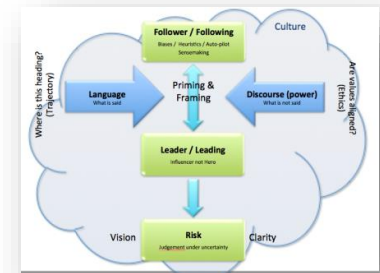 Follower / Following
Biases / Heuristics / Auto-pilot
Sensemaking
Culture
Where is this heading?
(Trajectory)
Language
What is said
Priming &
Framing
Discourse (power)
What is not said
Are values aligned?
(Ethics)
Leader / Leading
Influencer not Hero
Vision
Risk
Judgement under uncertainty
Clarity